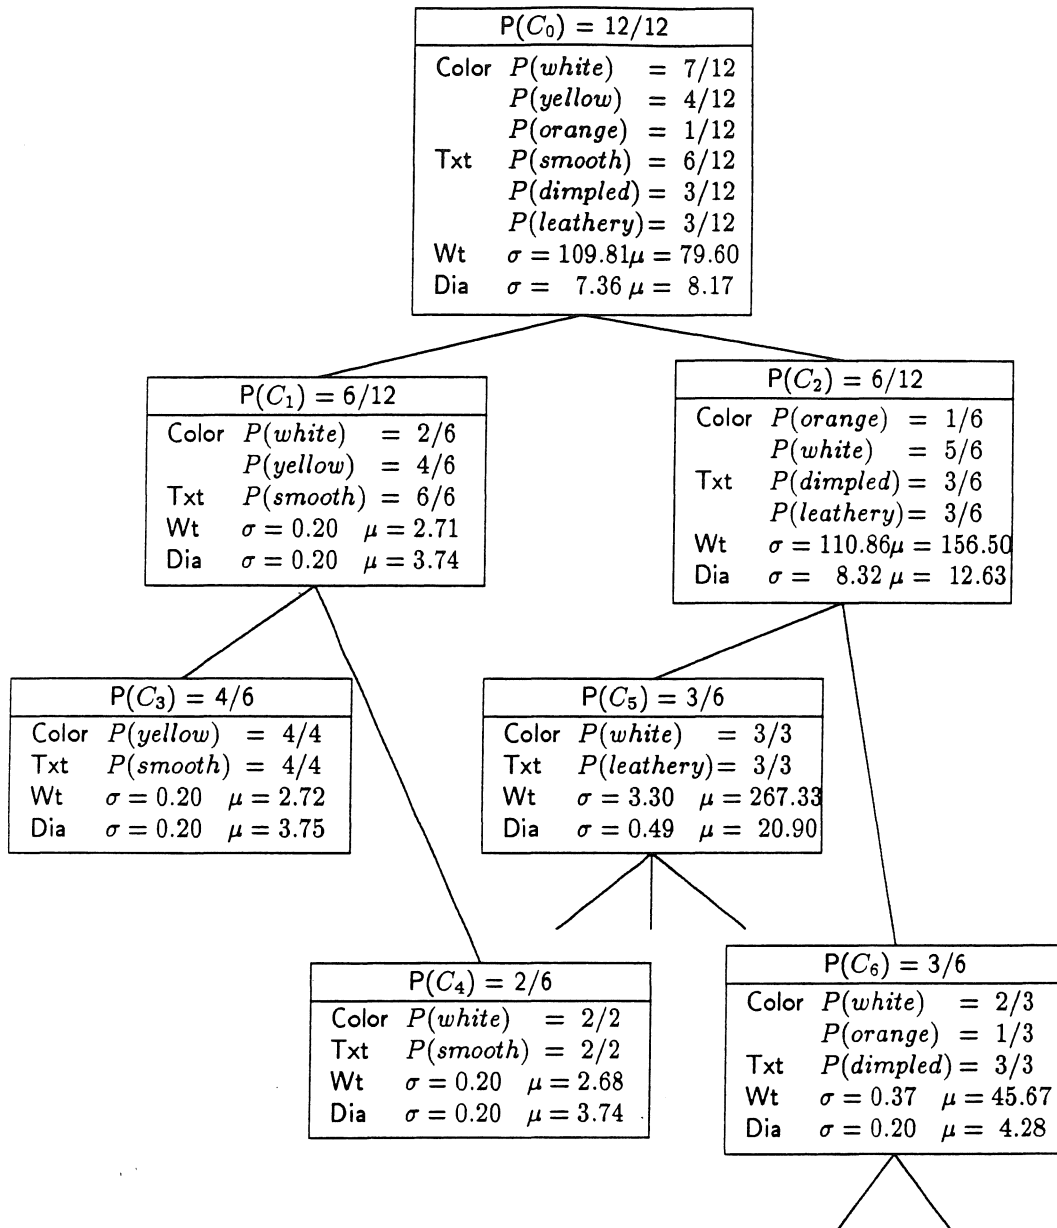 P(C₀) = 12/12
Color P(white) = 7/12
P(yellow) = 4/12
P(orange) = 1/12
Txt P(smooth) = 6/12
P(dimpled) = 3/12
P(leathery)= 3/12
Wt σ = 109.81μ = 79.60
Dia σ = 7.36 μ = 8.17
P(C₁) = 6/12
Color P(white) = 2/6
P(yellow) = 4/6
Txt P(smooth) = 6/6
Wt σ = 0.20 μ = 2.71
Dia σ = 0.20 μ = 3.74
P(C₂) = 6/12
Color P(orange) = 1/6
P(white) = 5/6
Txt P(dimpled) = 3/6
P(leathery)= 3/6
Wt σ = 110.86μ = 156.50
Dia σ = 8.32 μ = 12.63
P(C₃) = 4/6
Color P(yellow) = 4/4
Txt P(smooth) = 4/4
Wt σ = 0.20 μ = 2.72
Dia σ = 0.20 μ = 3.75
P(C₅) = 3/6
Color P(white) = 3/3
Txt P(leathery)= 3/3
Wt σ = 3.30 μ = 267.33
Dia σ = 0.49 μ = 20.90
P(C₄) = 2/6
Color P(white) = 2/2
Txt P(smooth) = 2/2
Wt σ = 0.20 μ = 2.68
Dia σ = 0.20 μ = 3.74
P(C₆) = 3/6
Color P(white) = 2/3
P(orange) = 1/3
Txt P(dimpled) = 3/3
Wt σ = 0.37 μ = 45.67
Dia σ = 0.20 μ = 4.28